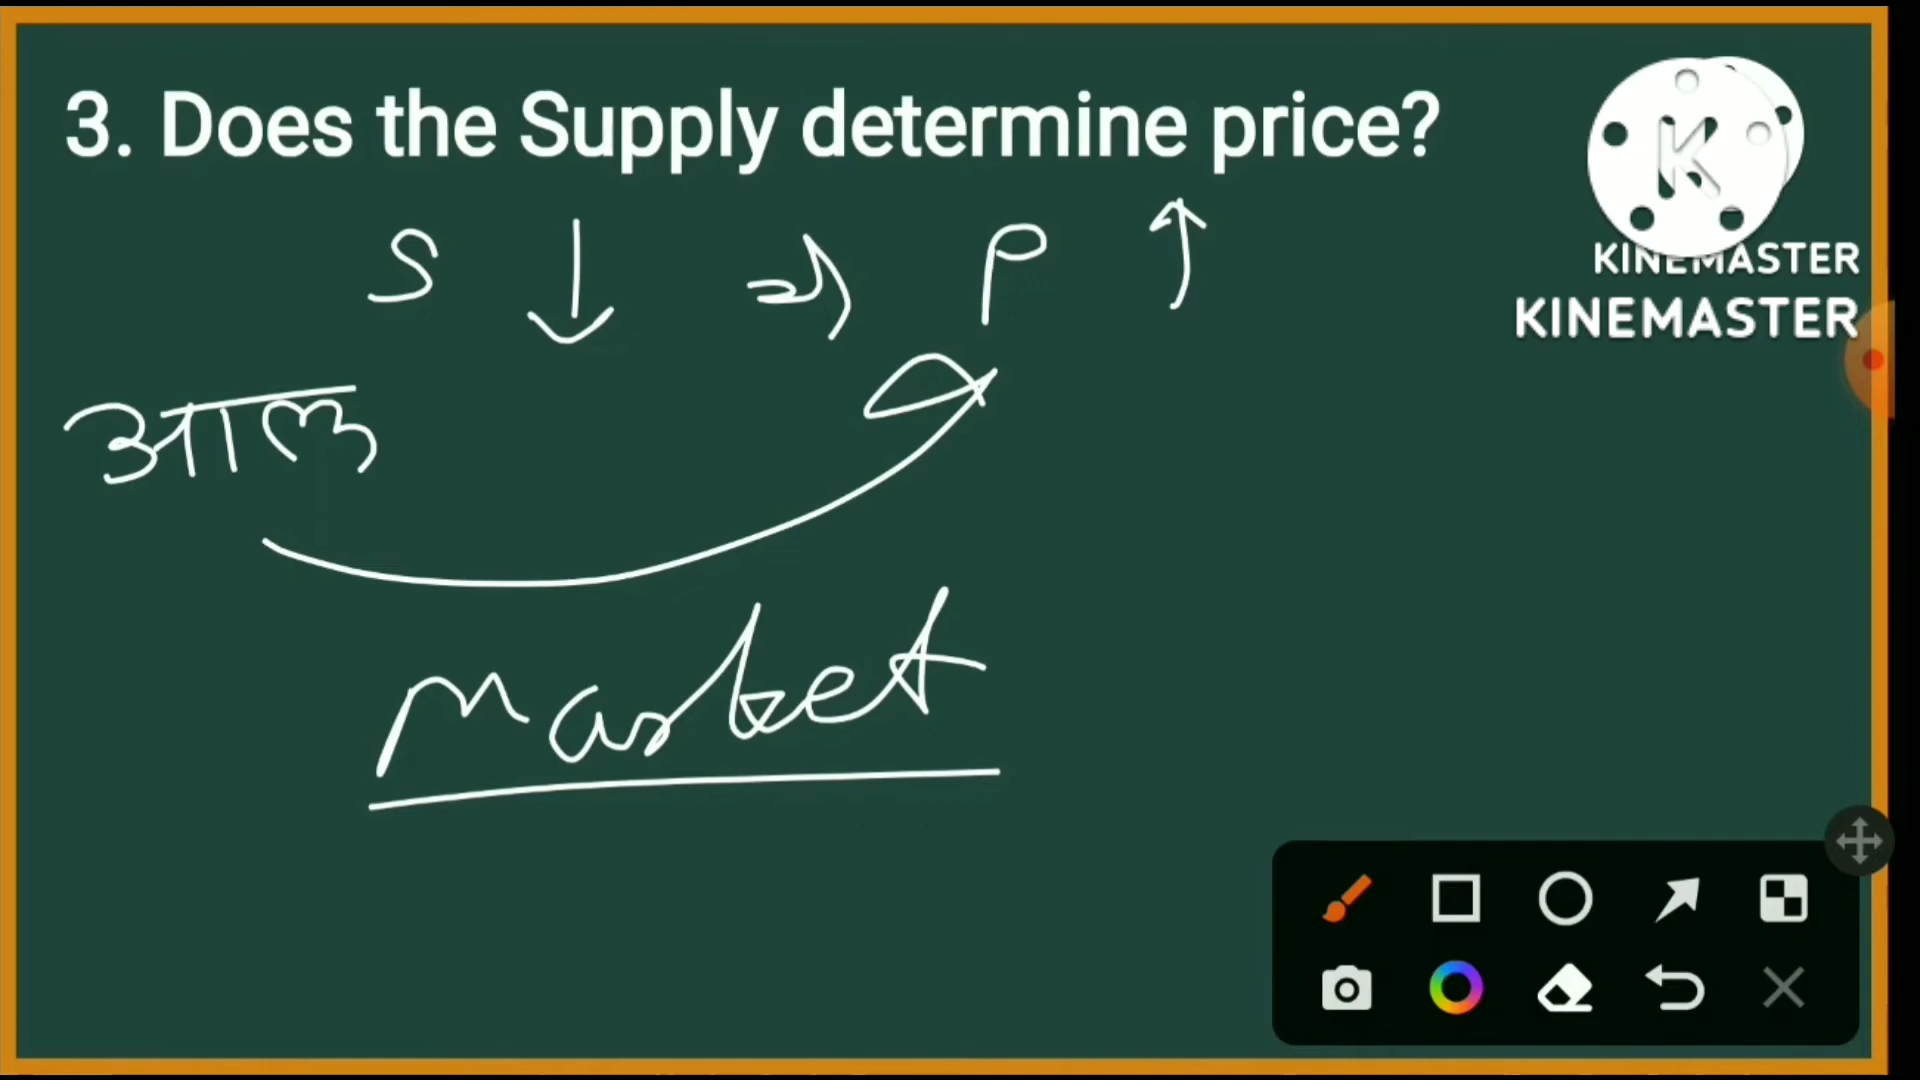 3. Does the Supply determine price?
S ↓ ⇒ P ↑
आलू
Market
KINEMASTER
KINEMASTER